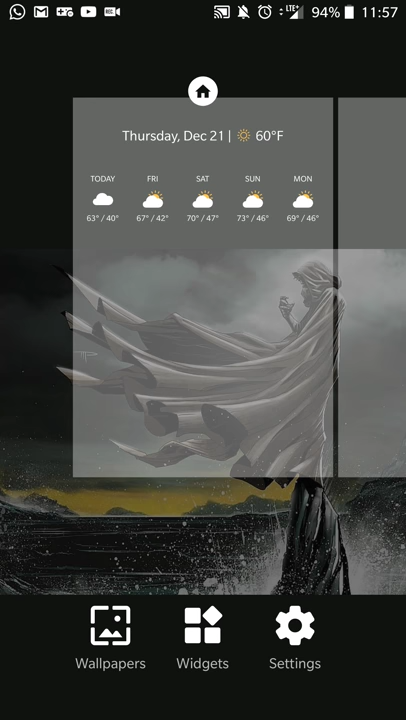 LTE+ 94% 11:57
Thursday, Dec 21 | 60°F
TODAY FRI SAT SUN MON
63° / 40° 67° / 42° 70° / 47° 73° / 46° 69° / 46°
Wallpapers Widgets Settings